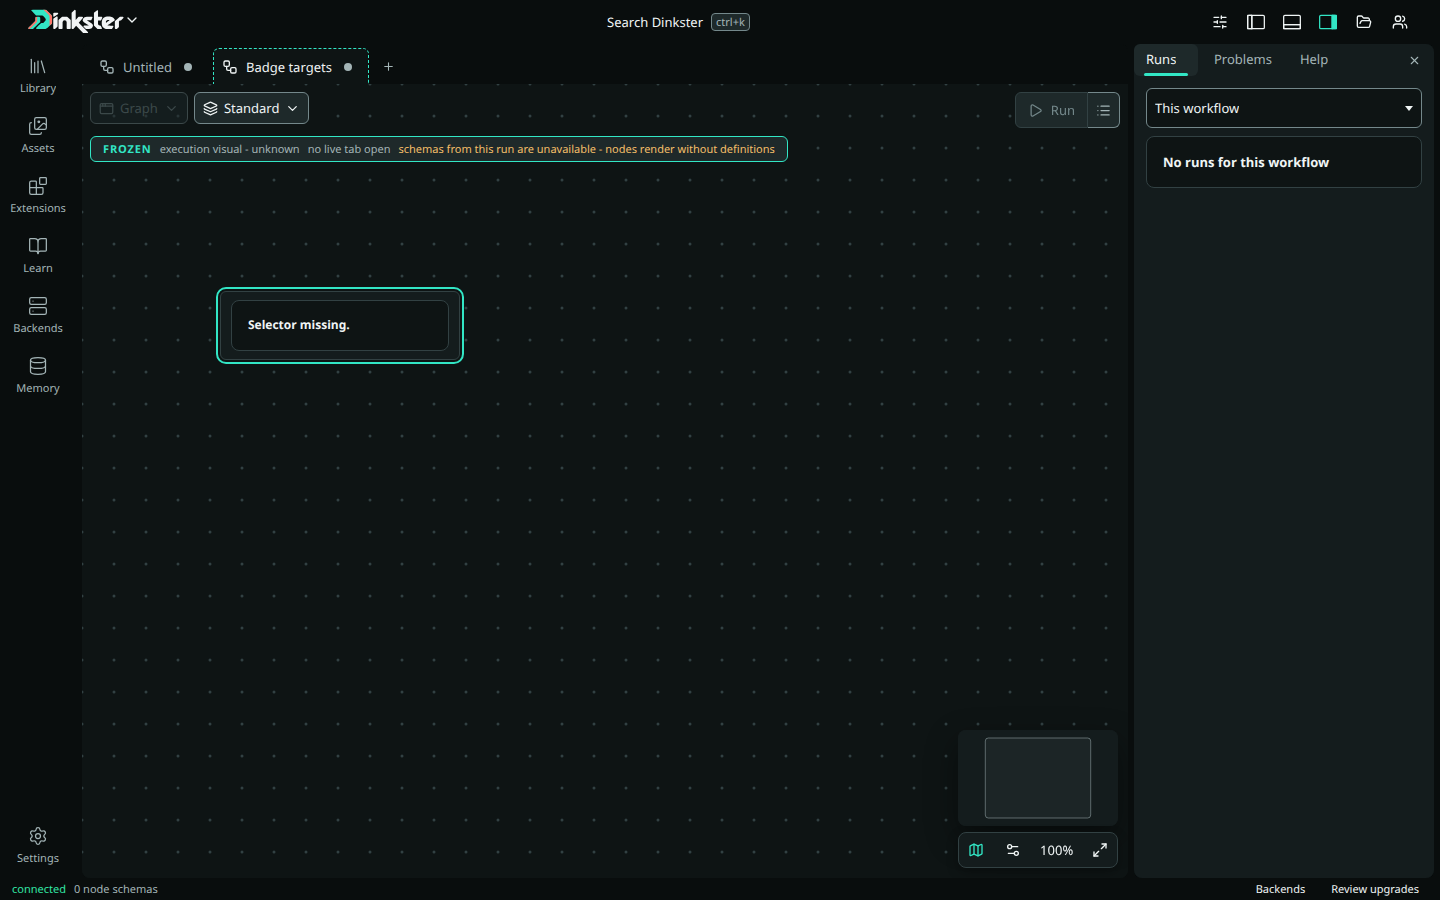 Dinkster
Search Dinkster ctrl+k
Library
Assets
Extensions
Learn
Backends
Memory
Settings
Untitled
Badge targets
Graph
Standard
Run
FROZEN execution visual - unknown no live tab open schemas from this run are unavailable - nodes render without definitions
Selector missing.
100%
Runs
Problems
Help
This workflow
No runs for this workflow
connected
0 node schemas
Backends
Review upgrades